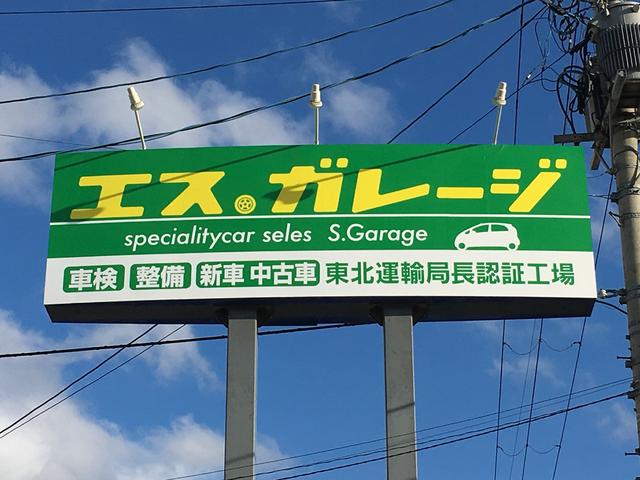 エス.ガレージ
specialitycar seles S.Garage
車検 整備 新車 中古車 東北運輸局長認証工場